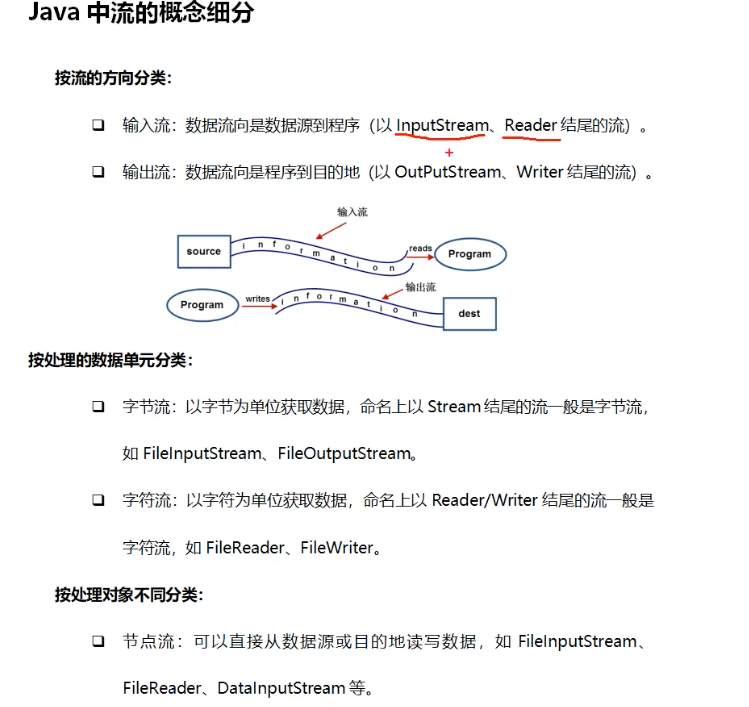 Java 中流的概念细分
按流的方向分类：
❑ 输入流：数据流向是数据源到程序（以 InputStream、Reader 结尾的流）。
❑ 输出流：数据流向是程序到目的地（以 OutPutStream、Writer 结尾的流）。
输入流
source
information
reads
Program
Program
writes
information
输出流
dest
按处理的数据单元分类：
❑ 字节流：以字节为单位获取数据，命名上以 Stream 结尾的流一般是字节流，
如 FileInputStream、FileOutputStream。
❑ 字符流：以字符为单位获取数据，命名上以 Reader/Writer 结尾的流一般是
字符流，如 FileReader、FileWriter。
按处理对象不同分类：
❑ 节点流：可以直接从数据源或目的地读写数据，如 FileInputStream、
FileReader、DataInputStream 等。